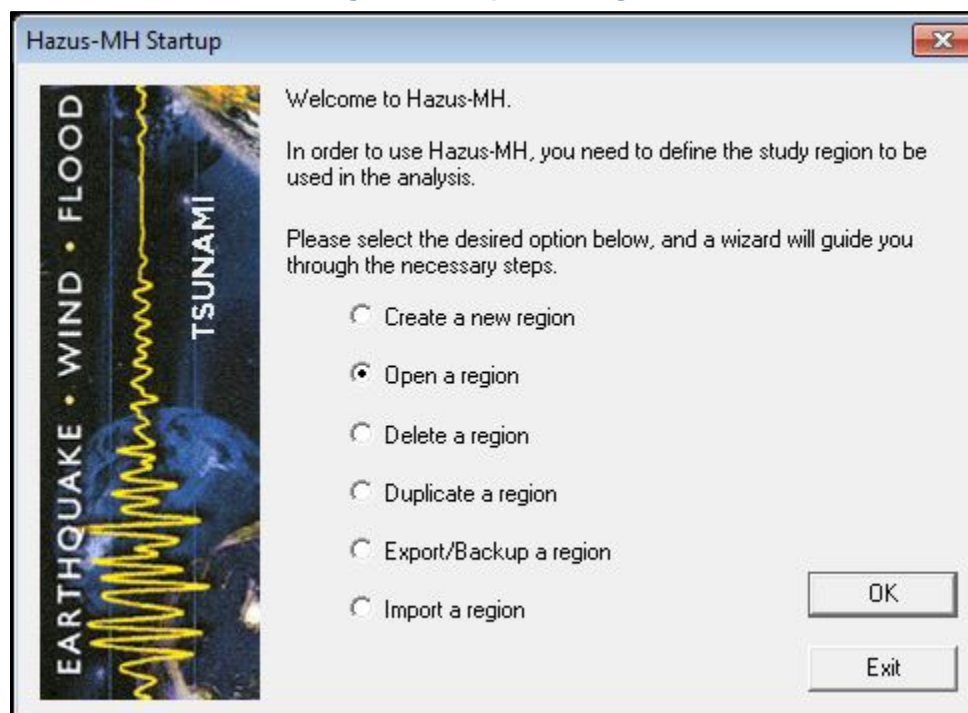 Hazus-MH Startup
EARTHQUAKE • WIND • FLOOD
TSUNAMI
Welcome to Hazus-MH.
In order to use Hazus-MH, you need to define the study region to be
used in the analysis.
Please select the desired option below, and a wizard will guide you
through the necessary steps.
Create a new region
Open a region
Delete a region
Duplicate a region
Export/Backup a region
Import a region
OK
Exit